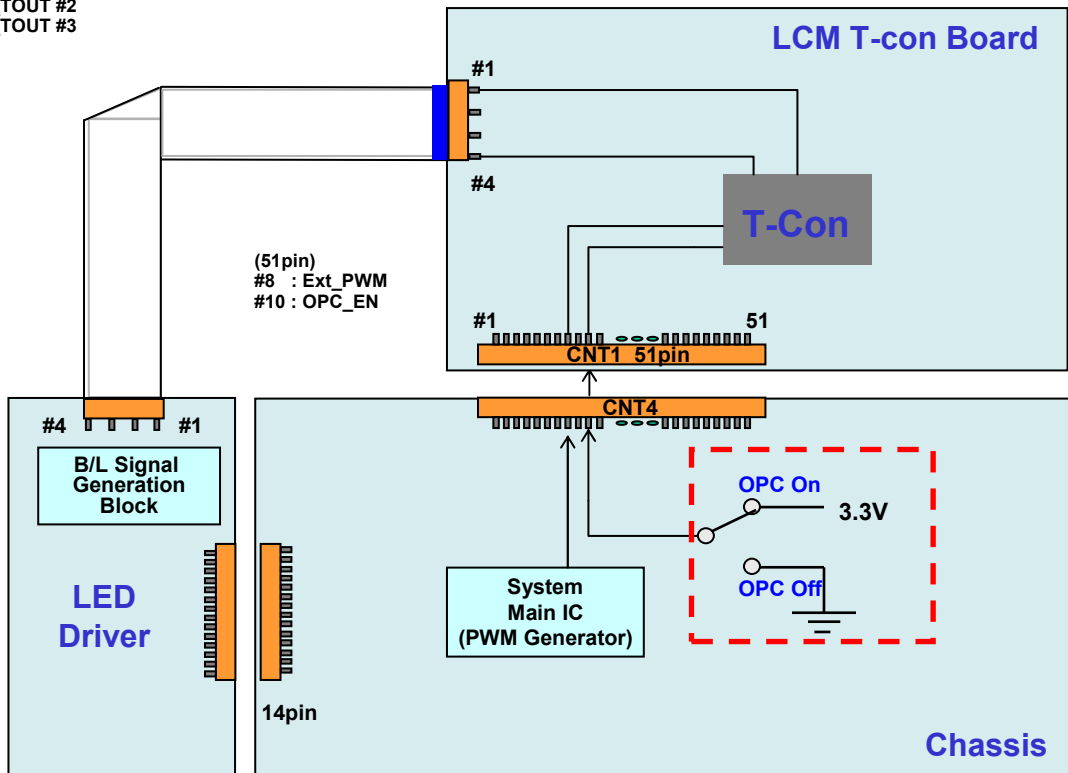 TOUT #2
TOUT #3
LCM T-con Board
#1
#4
T-Con
(51pin)
#8 : Ext_PWM
#10 : OPC_EN
#1
51
CNT1 51pin
CNT4
#4
#1
B/L Signal
Generation
Block
OPC On
3.3V
OPC Off
System
Main IC
(PWM Generator)
LED
Driver
14pin
Chassis